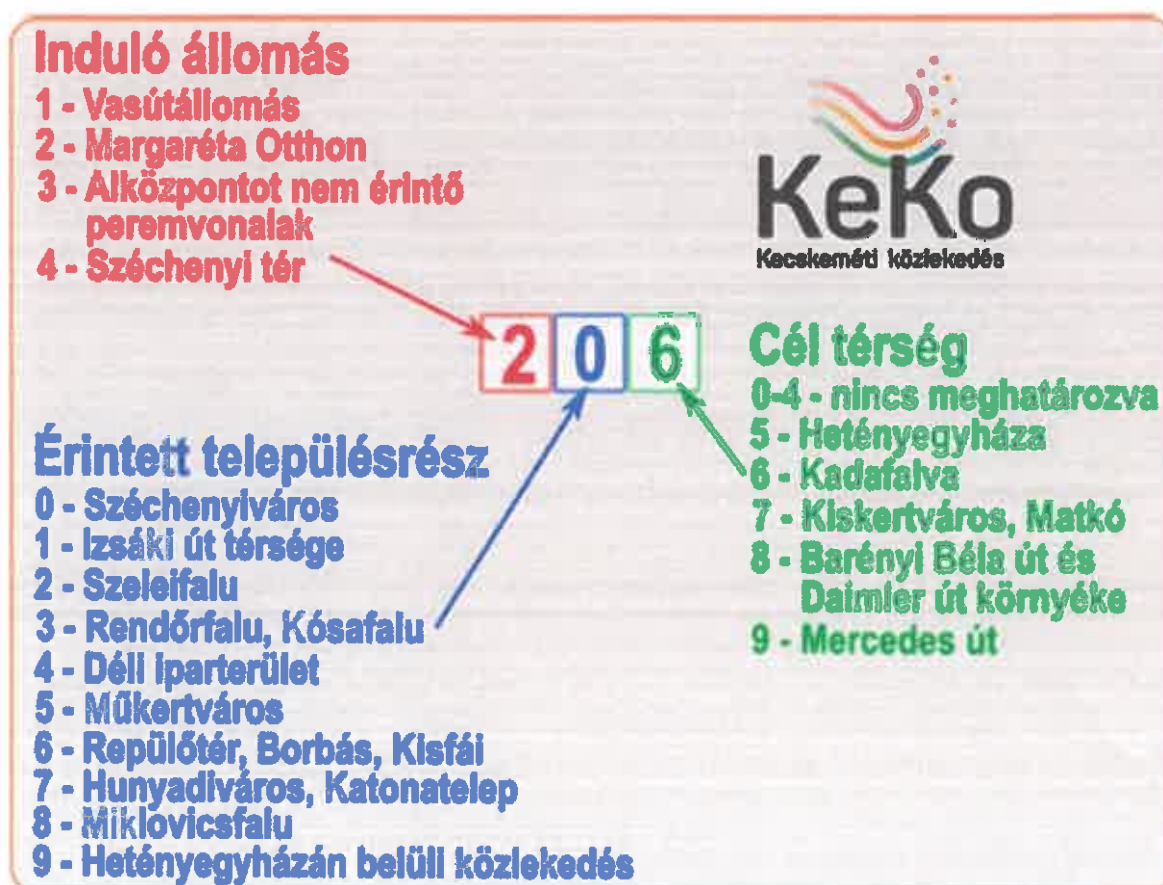 Induló állomás
1 - Vasútállomás
2 - Margaréta Otthon
3 - Alközpontot nem érintő
peremvonalak
4 - Széchenyi tér
KeKo
Kecskeméti közlekedés
206
Cél térség
0-4 - nincs meghatározva
5 - Hetényegyháza
6 - Kadafalva
7 - Kiskertváros, Matkó
8 - Barényi Béla út és
Daimler út környéke
9 - Mercedes út
Érintett településrész
0 - Széchenyiváros
1 - Izsáki út térsége
2 - Szeleifalu
3 - Rendőrfalu, Kósafalu
4 - Déli iparterület
5 - Műkertváros
6 - Repülőtér, Borbás, Kisfái
7 - Hunyadiváros, Katonatelep
8 - Miklovicsfalu
9 - Hetényegyházán belüli közlekedés